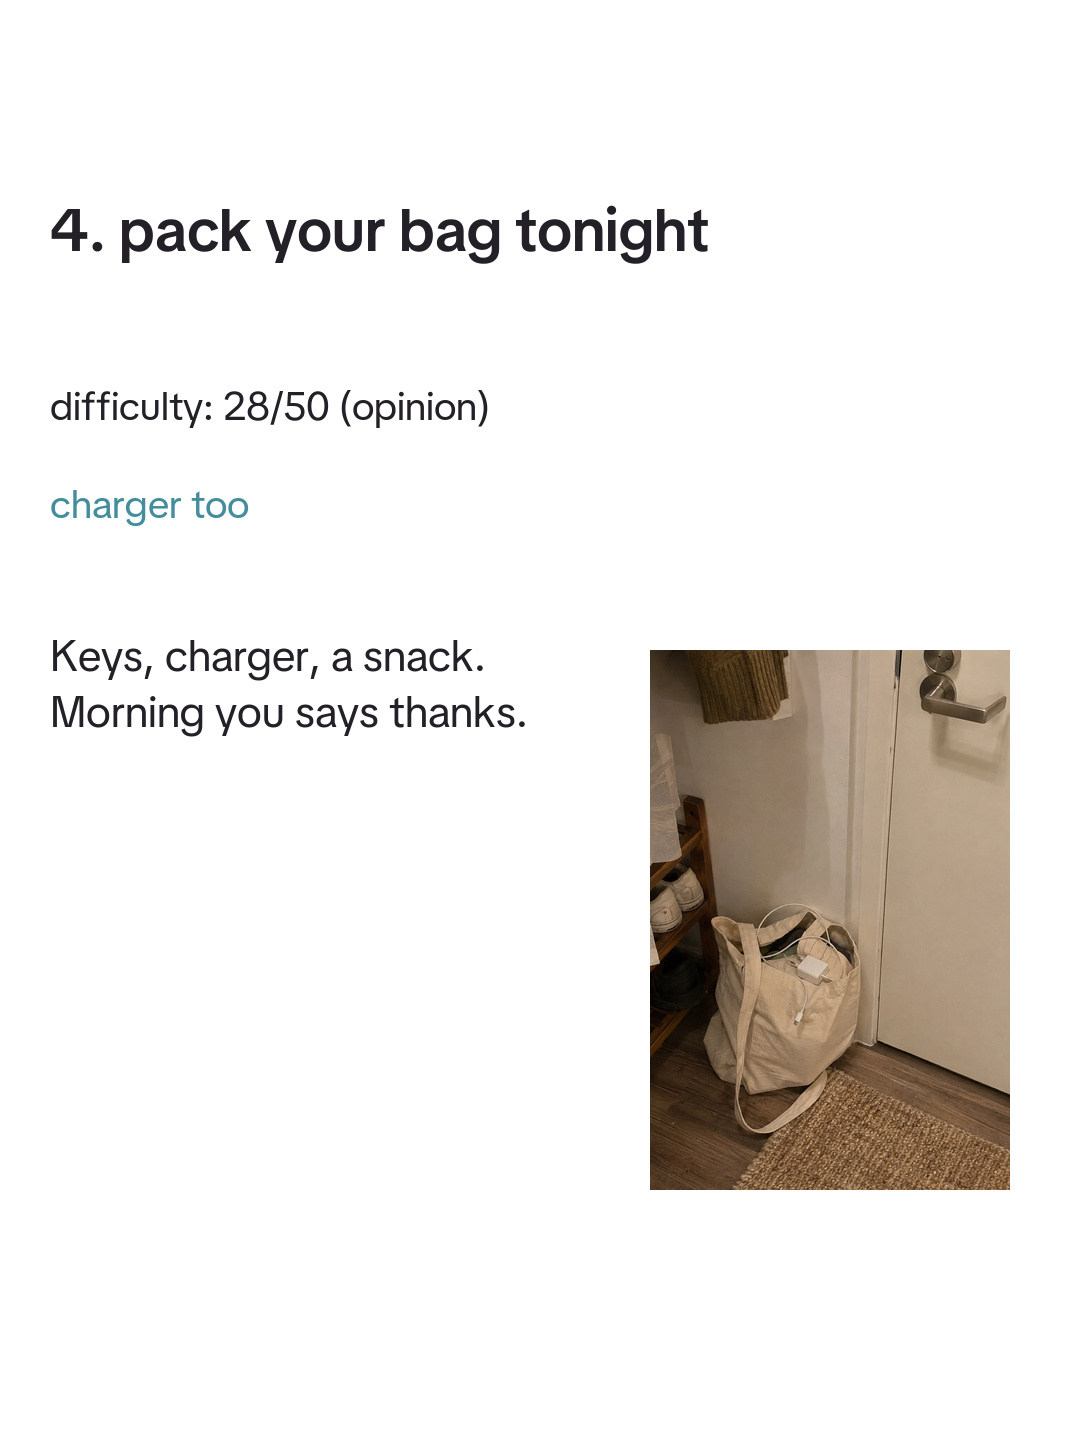 4. pack your bag tonight
difficulty: 28/50 (opinion)
charger too
Keys, charger, a snack.
Morning you says thanks.